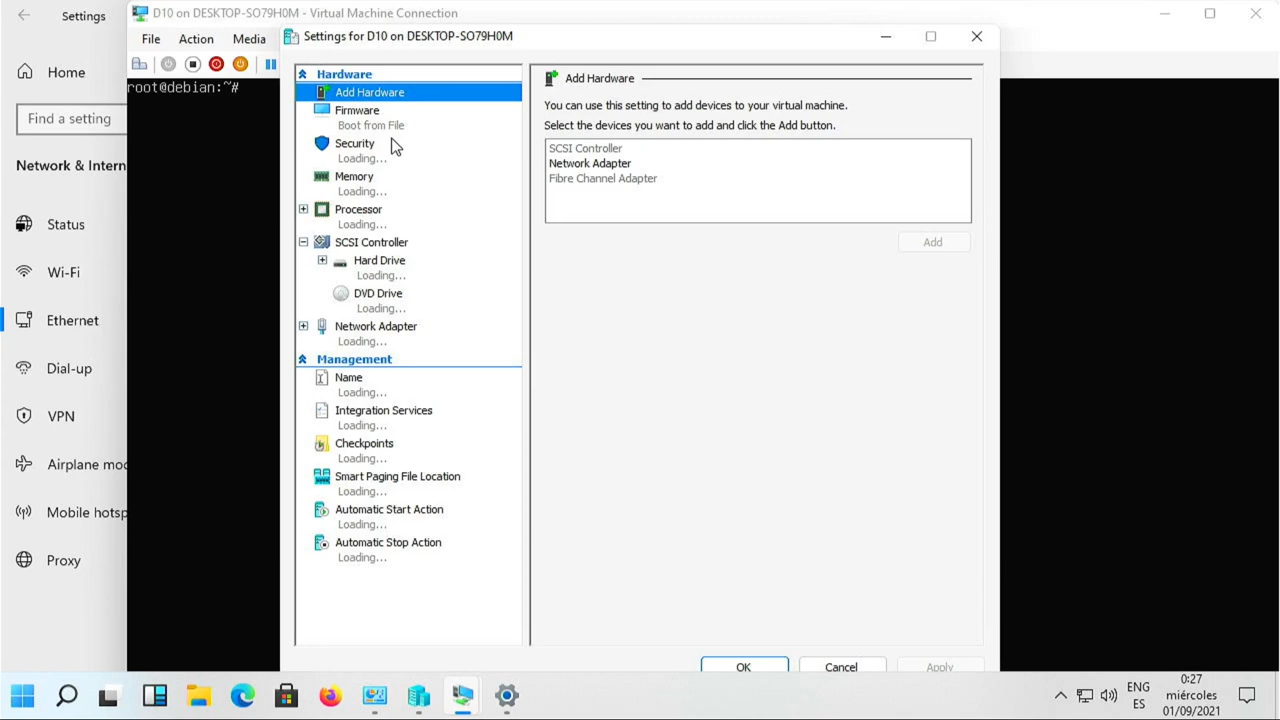 Settings
D10 on DESKTOP-SO79H0M - Virtual Machine Connection
File Action Media
Settings for D10 on DESKTOP-SO79H0M
root@debian:~#
Home
Find a setting
Network & Intern
Status
Wi-Fi
Ethernet
Dial-up
VPN
Airplane mod
Mobile hotsp
Proxy
Hardware
Add Hardware
Firmware
Boot from File
Security
Loading...
Memory
Loading...
Processor
Loading...
SCSI Controller
Hard Drive
Loading...
DVD Drive
Loading...
Network Adapter
Loading...
Management
Name
Loading...
Integration Services
Loading...
Checkpoints
Loading...
Smart Paging File Location
Loading...
Automatic Start Action
Loading...
Automatic Stop Action
Loading...
Add Hardware
You can use this setting to add devices to your virtual machine.
Select the devices you want to add and click the Add button.
SCSI Controller
Network Adapter
Fibre Channel Adapter
Add
OK Cancel Apply
ENG
ES
0:27
miércoles
01/09/2021